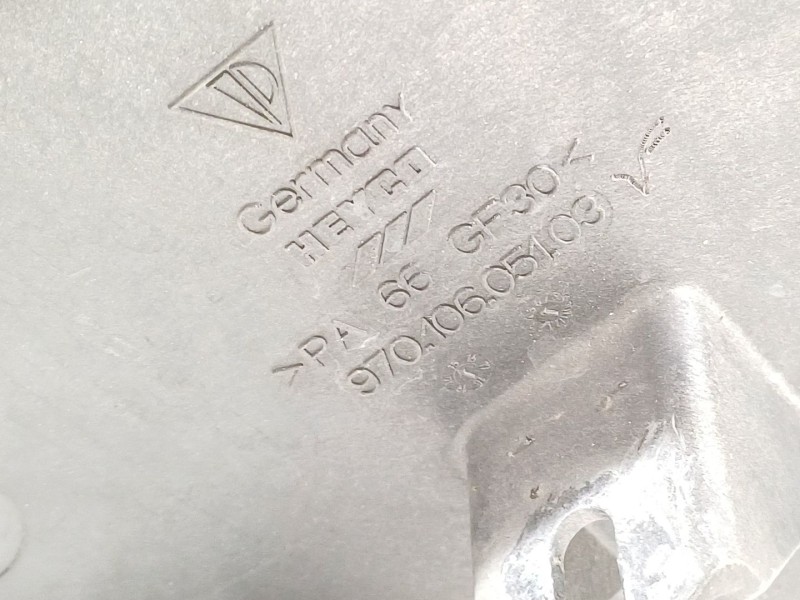 Germany
HEYCO
>PA 66 GF30<
970.106.051.03